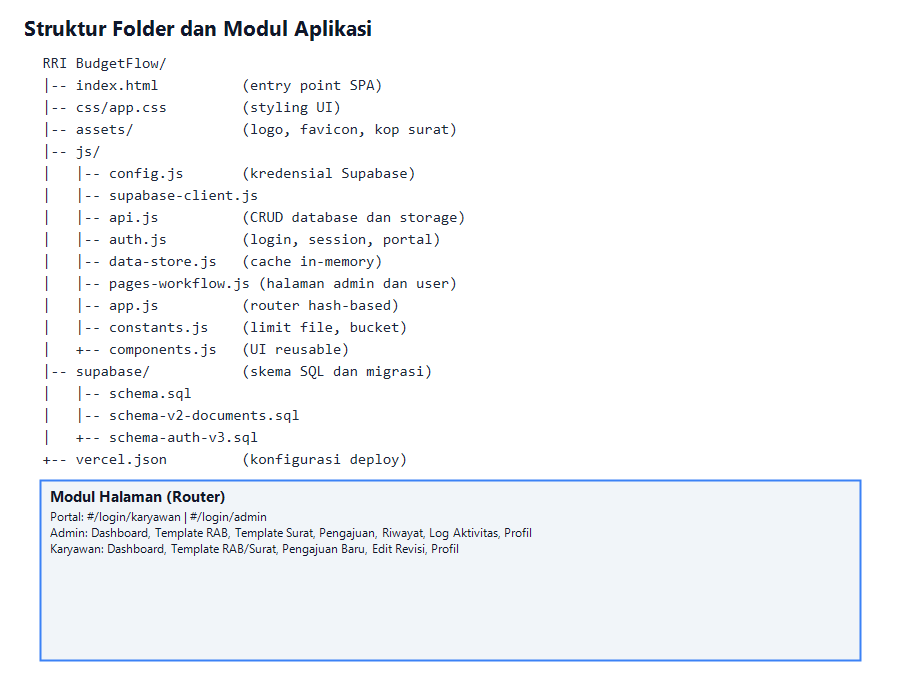 Struktur Folder dan Modul Aplikasi
RRI BudgetFlow/
|-- index.html          (entry point SPA)
|-- css/app.css         (styling UI)
|-- assets/             (logo, favicon, kop surat)
|-- js/
|   |-- config.js       (kredensial Supabase)
|   |-- supabase-client.js
|   |-- api.js          (CRUD database dan storage)
|   |-- auth.js         (login, session, portal)
|   |-- data-store.js   (cache in-memory)
|   |-- pages-workflow.js (halaman admin dan user)
|   |-- app.js          (router hash-based)
|   |-- constants.js    (limit file, bucket)
|   +-- components.js   (UI reusable)
|-- supabase/           (skema SQL dan migrasi)
|   |-- schema.sql
|   |-- schema-v2-documents.sql
|   +-- schema-auth-v3.sql
+-- vercel.json         (konfigurasi deploy)
Modul Halaman (Router)
Portal: #/login/karyawan | #/login/admin
Admin: Dashboard, Template RAB, Template Surat, Pengajuan, Riwayat, Log Aktivitas, Profil
Karyawan: Dashboard, Template RAB/Surat, Pengajuan Baru, Edit Revisi, Profil